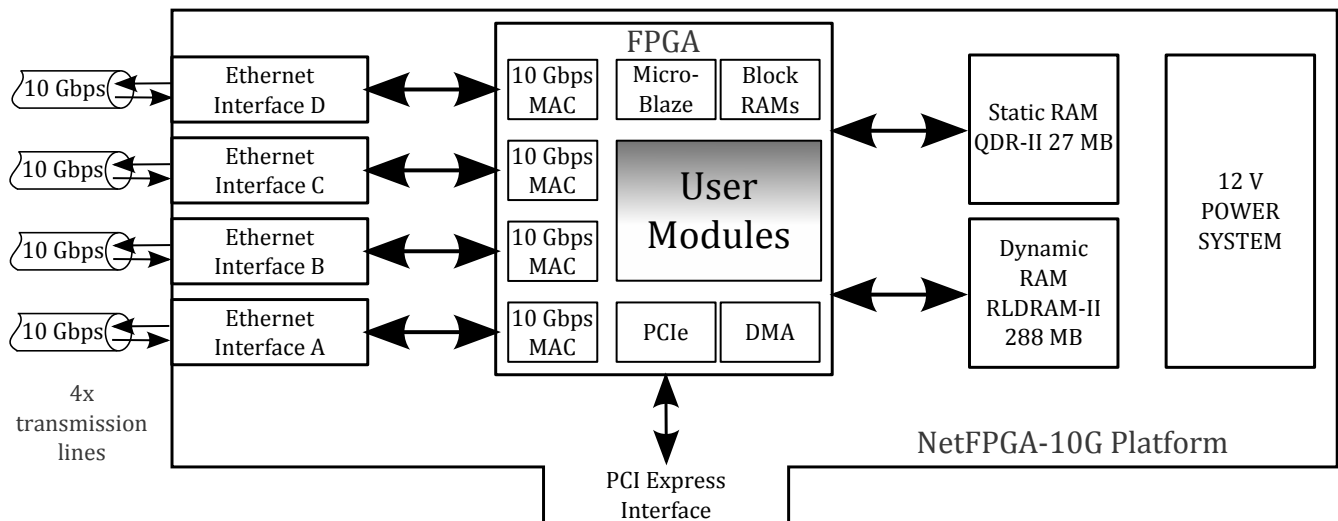 FPGA
10 Gbps
Ethernet
Interface D
10 Gbps
MAC
Micro-
Blaze
Block
RAMs
10 Gbps
Ethernet
Interface C
10 Gbps
MAC
User
Modules
Static RAM
QDR-II 27 MB
12 V
POWER
SYSTEM
10 Gbps
Ethernet
Interface B
10 Gbps
MAC
Dynamic
RAM
RLDRAM-II
288 MB
10 Gbps
Ethernet
Interface A
10 Gbps
MAC
PCIe
DMA
4x
transmission
lines
NetFPGA-10G Platform
PCI Express
Interface